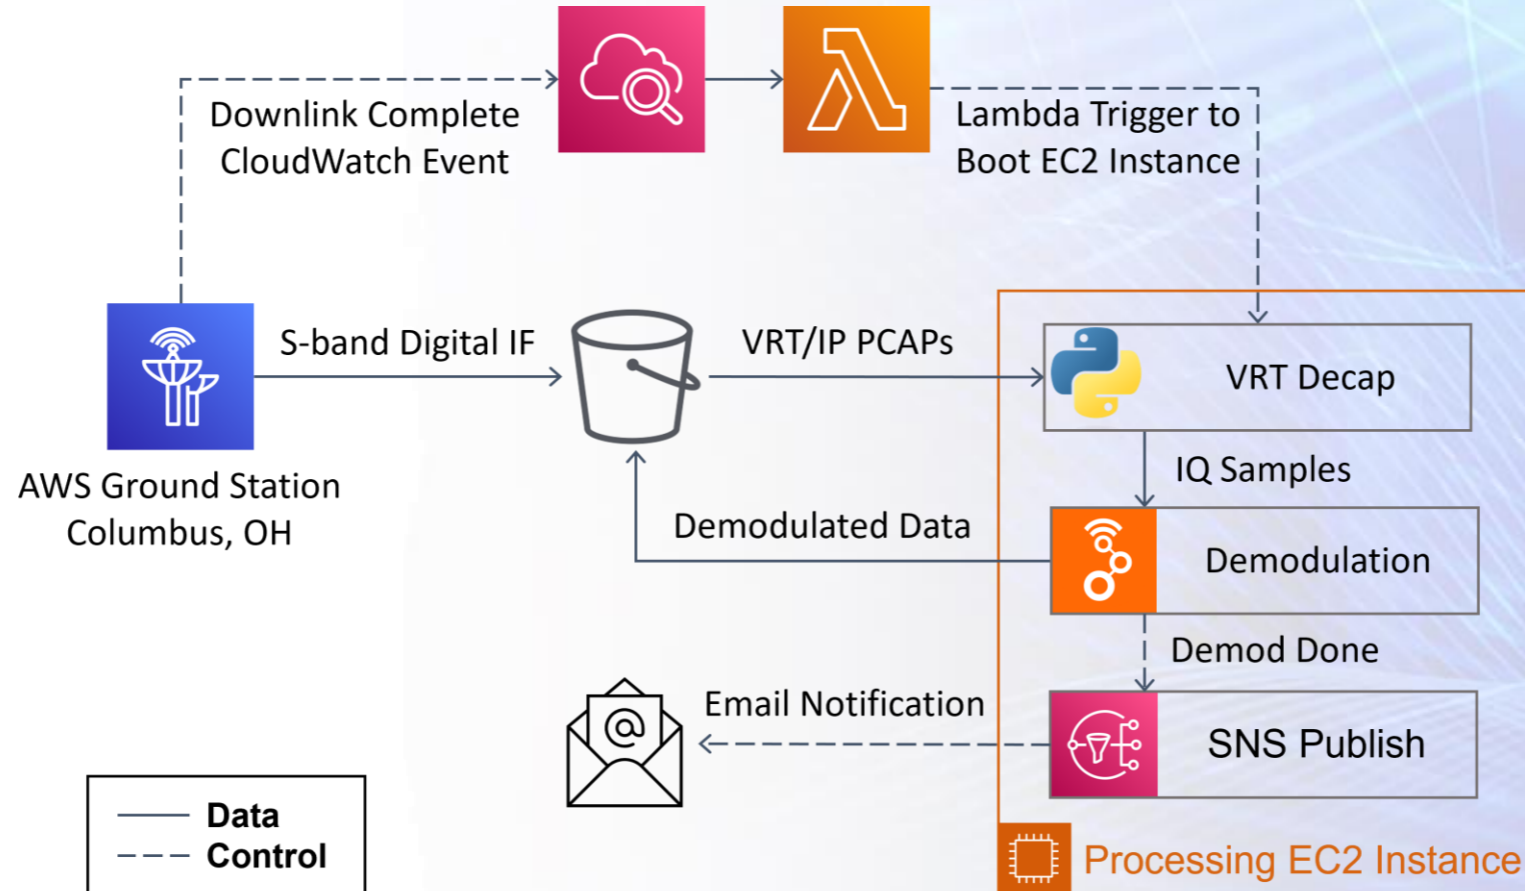 Downlink Complete
CloudWatch Event
Lambda Trigger to
Boot EC2 Instance
S-band Digital IF
VRT/IP PCAPs
VRT Decap
AWS Ground Station
Columbus, OH
IQ Samples
Demodulated Data
Demodulation
Demod Done
Email Notification
@
SNS Publish
Data
Control
Processing EC2 Instance